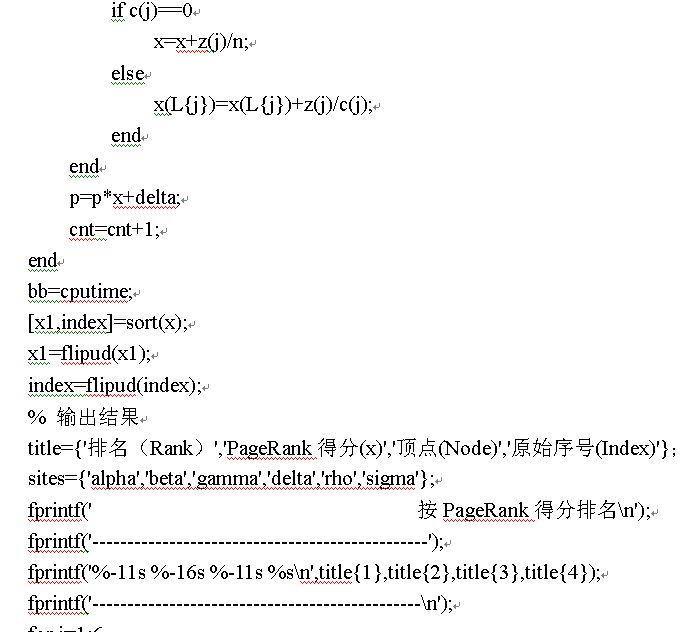 if c(j)==0
x=x+z(j)/n;
else
x(L{j})=x(L{j})+z(j)/c(j);
end
end
p=p*x+delta;
cnt=cnt+1;
end
bb=cputime;
[x1,index]=sort(x);
x1=flipud(x1);
index=flipud(index);
% 输出结果
title={'排名（Rank）','PageRank 得分(x)','顶点(Node)','原始序号(Index)'};
sites={'alpha','beta','gamma','delta','rho','sigma'};
fprintf('                              按 PageRank 得分排名\n');
fprintf('------------------------------------------------');
fprintf('%-11s %-16s %-11s %s\n',title{1},title{2},title{3},title{4});
fprintf('-----------------------------------------------\n');
for i=1:6